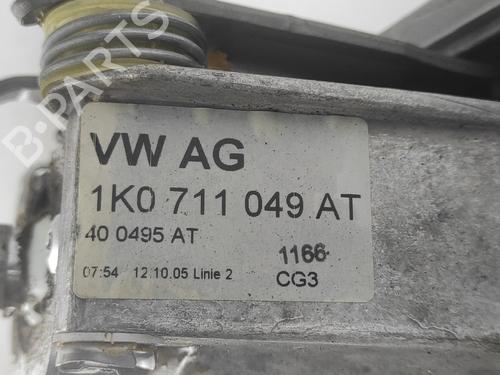 VW AG
1K0 711 049 AT
40 0495 AT
1166
07:54 12.10.05 Linie 2
CG3
B-PARTS